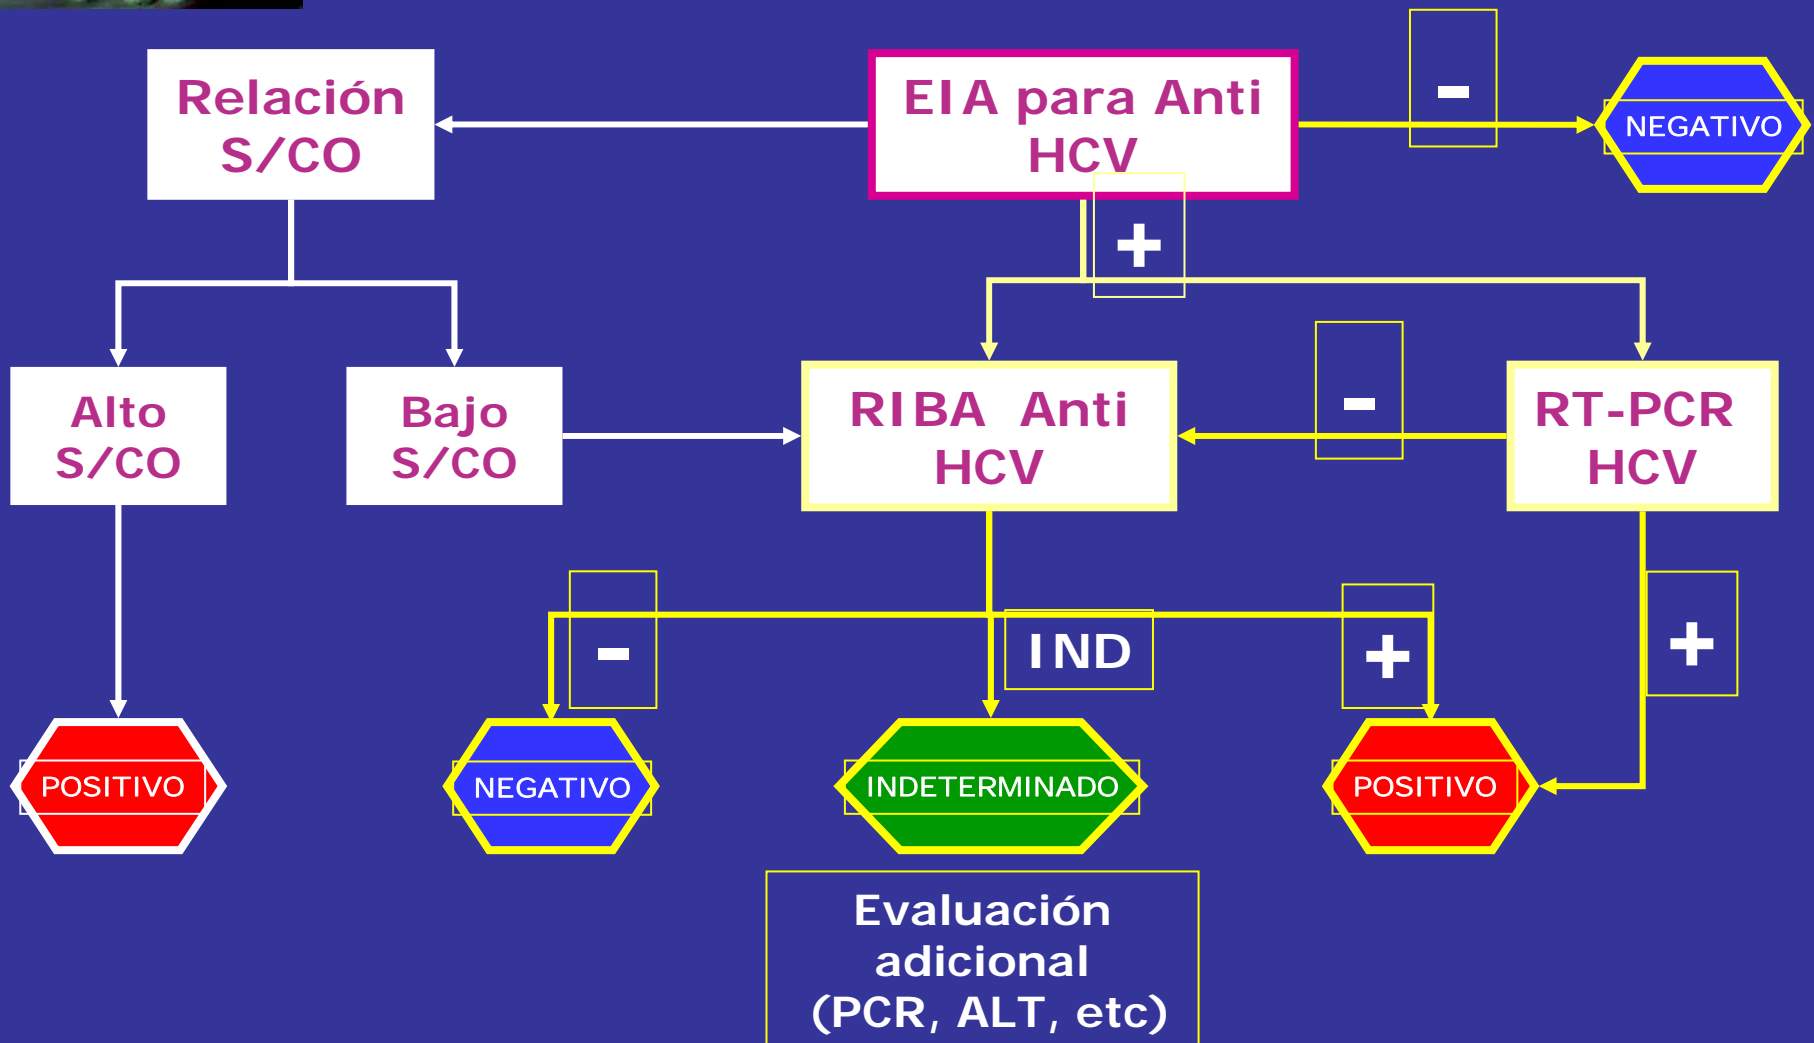 Relación
S/CO
EIA para Anti
HCV
-
NEGATIVO
+
Alto
S/CO
Bajo
S/CO
RIBA Anti
HCV
-
RT-PCR
HCV
-
IND
+
+
POSITIVO
NEGATIVO
INDETERMINADO
POSITIVO
Evaluación
adicional
(PCR, ALT, etc)